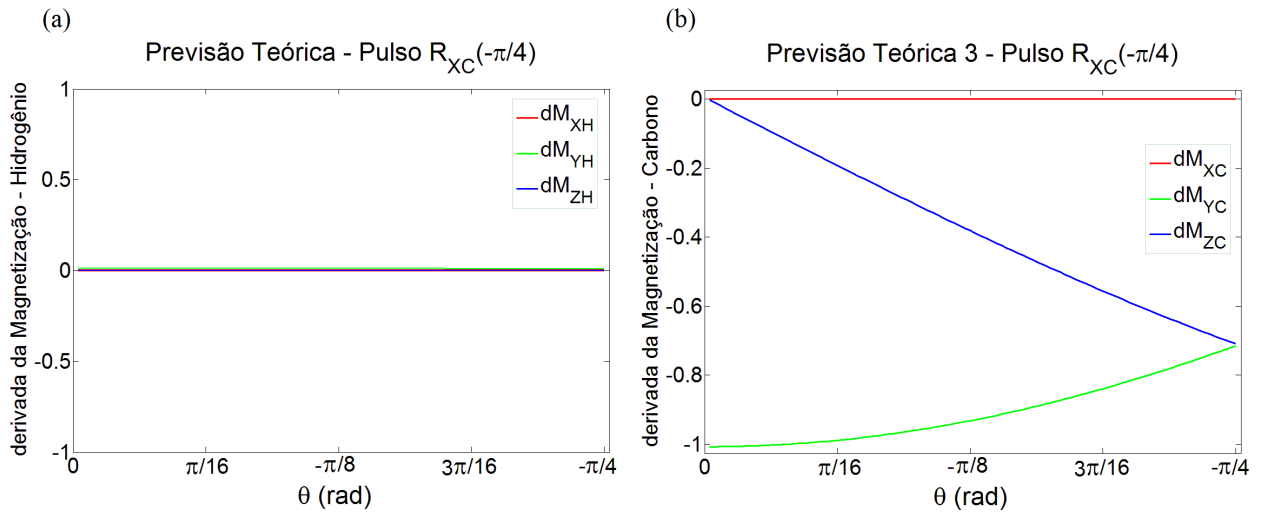 (a)
Previsão Teórica - Pulso R_XC(-π/4)
derivada da Magnetização - Hidrogênio
1
0.5
0
-0.5
-1
dM_XH
dM_YH
dM_ZH
0 π/16 -π/8 3π/16 -π/4
θ (rad)
(b)
Previsão Teórica 3 - Pulso R_XC(-π/4)
derivada da Magnetização - Carbono
0
-0.2
-0.4
-0.6
-0.8
-1
dM_XC
dM_YC
dM_ZC
0 π/16 -π/8 3π/16 -π/4
θ (rad)